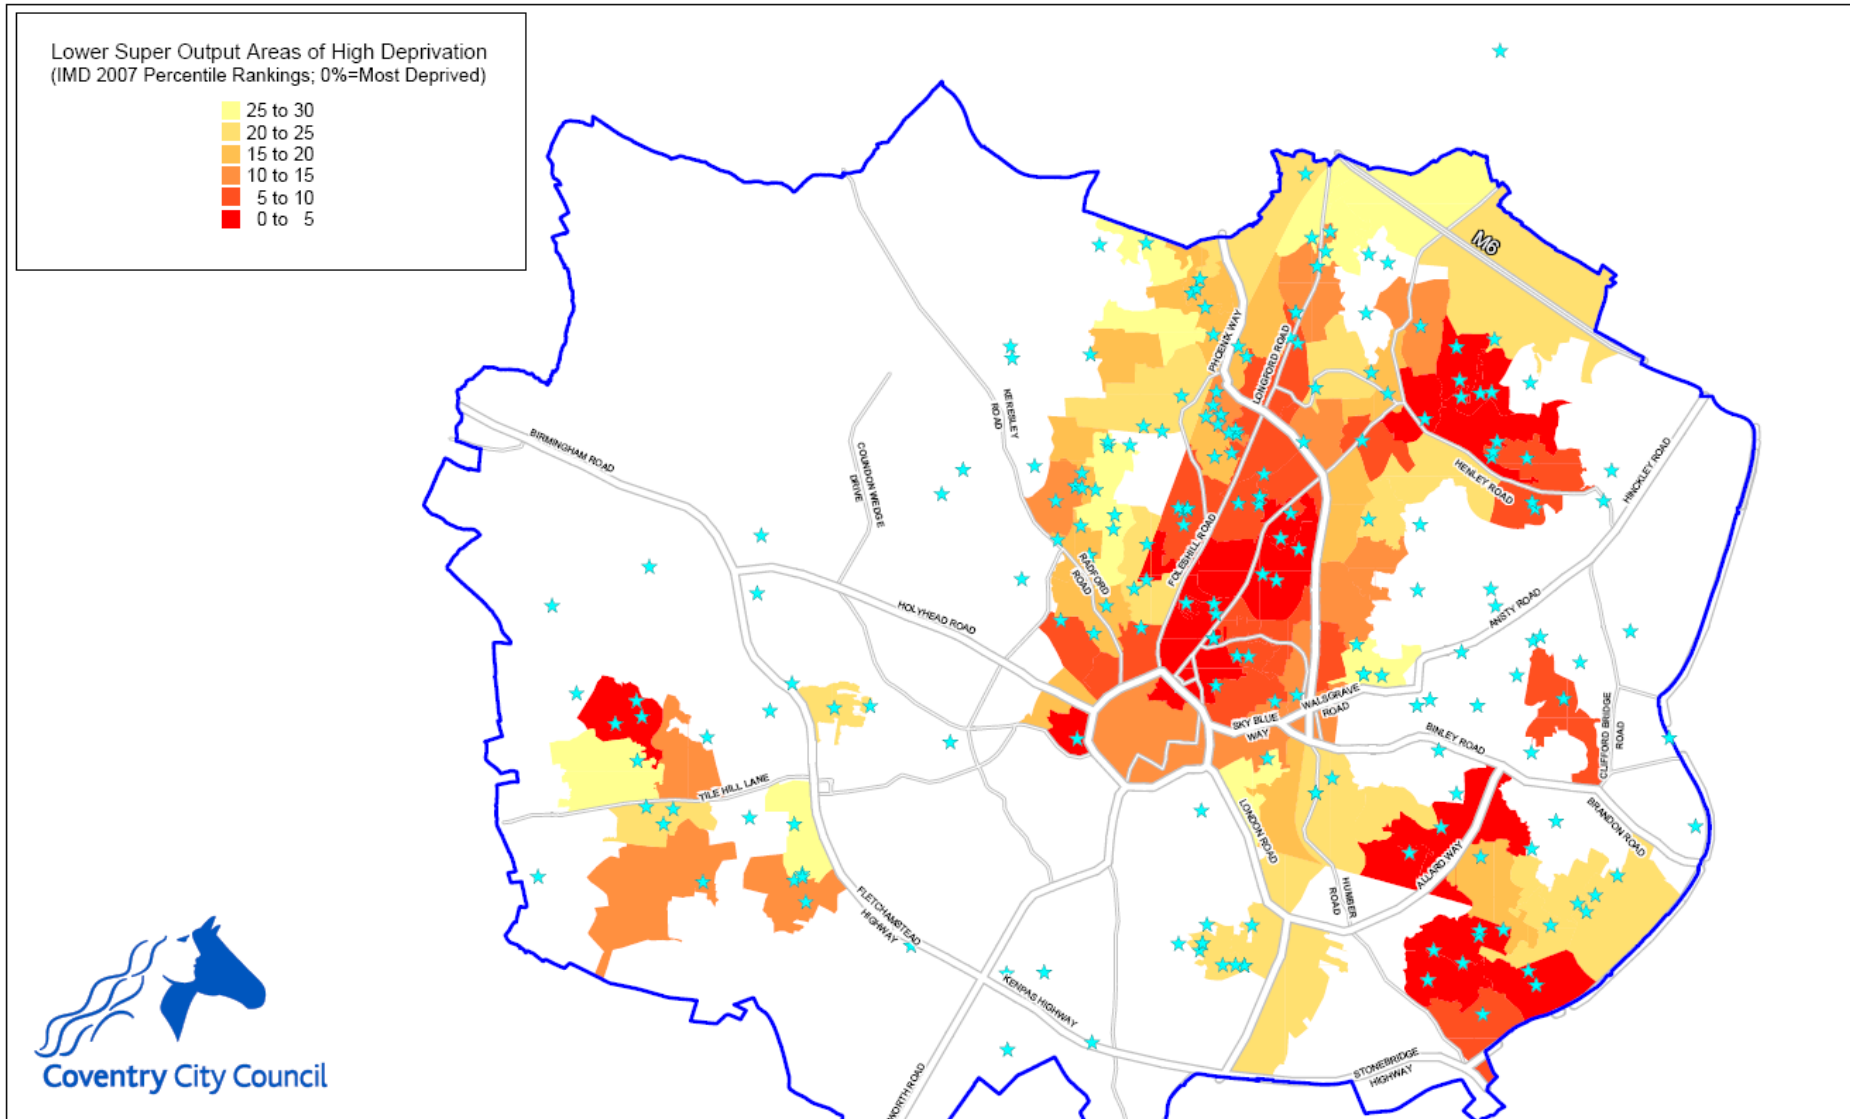 Lower Super Output Areas of High Deprivation
(IMD 2007 Percentile Rankings; 0%=Most Deprived)
25 to 30
20 to 25
15 to 20
10 to 15
5 to 10
0 to 5
M6
PHOENIX WAY
LONGFORD ROAD
KERESLEY
ROAD
BIRMINGHAM ROAD
COUNDON WEDGE
DRIVE
HENLEY ROAD
HINCKLEY ROAD
FOLESHILL ROAD
RADFORD
ROAD
HOLYHEAD ROAD
ANSTY ROAD
SKY BLUE
WAY
WALSGRAVE
ROAD
BINLEY ROAD
CLIFFORD BRIDGE
ROAD
TILE HILL LANE
LONDON ROAD
BRANDON ROAD
ALLARD WAY
HUMBER
ROAD
FLETCHAMSTEAD
HIGHWAY
KENPAS HIGHWAY
STONEBRIDGE
HIGHWAY
WORTH ROAD
Coventry City Council